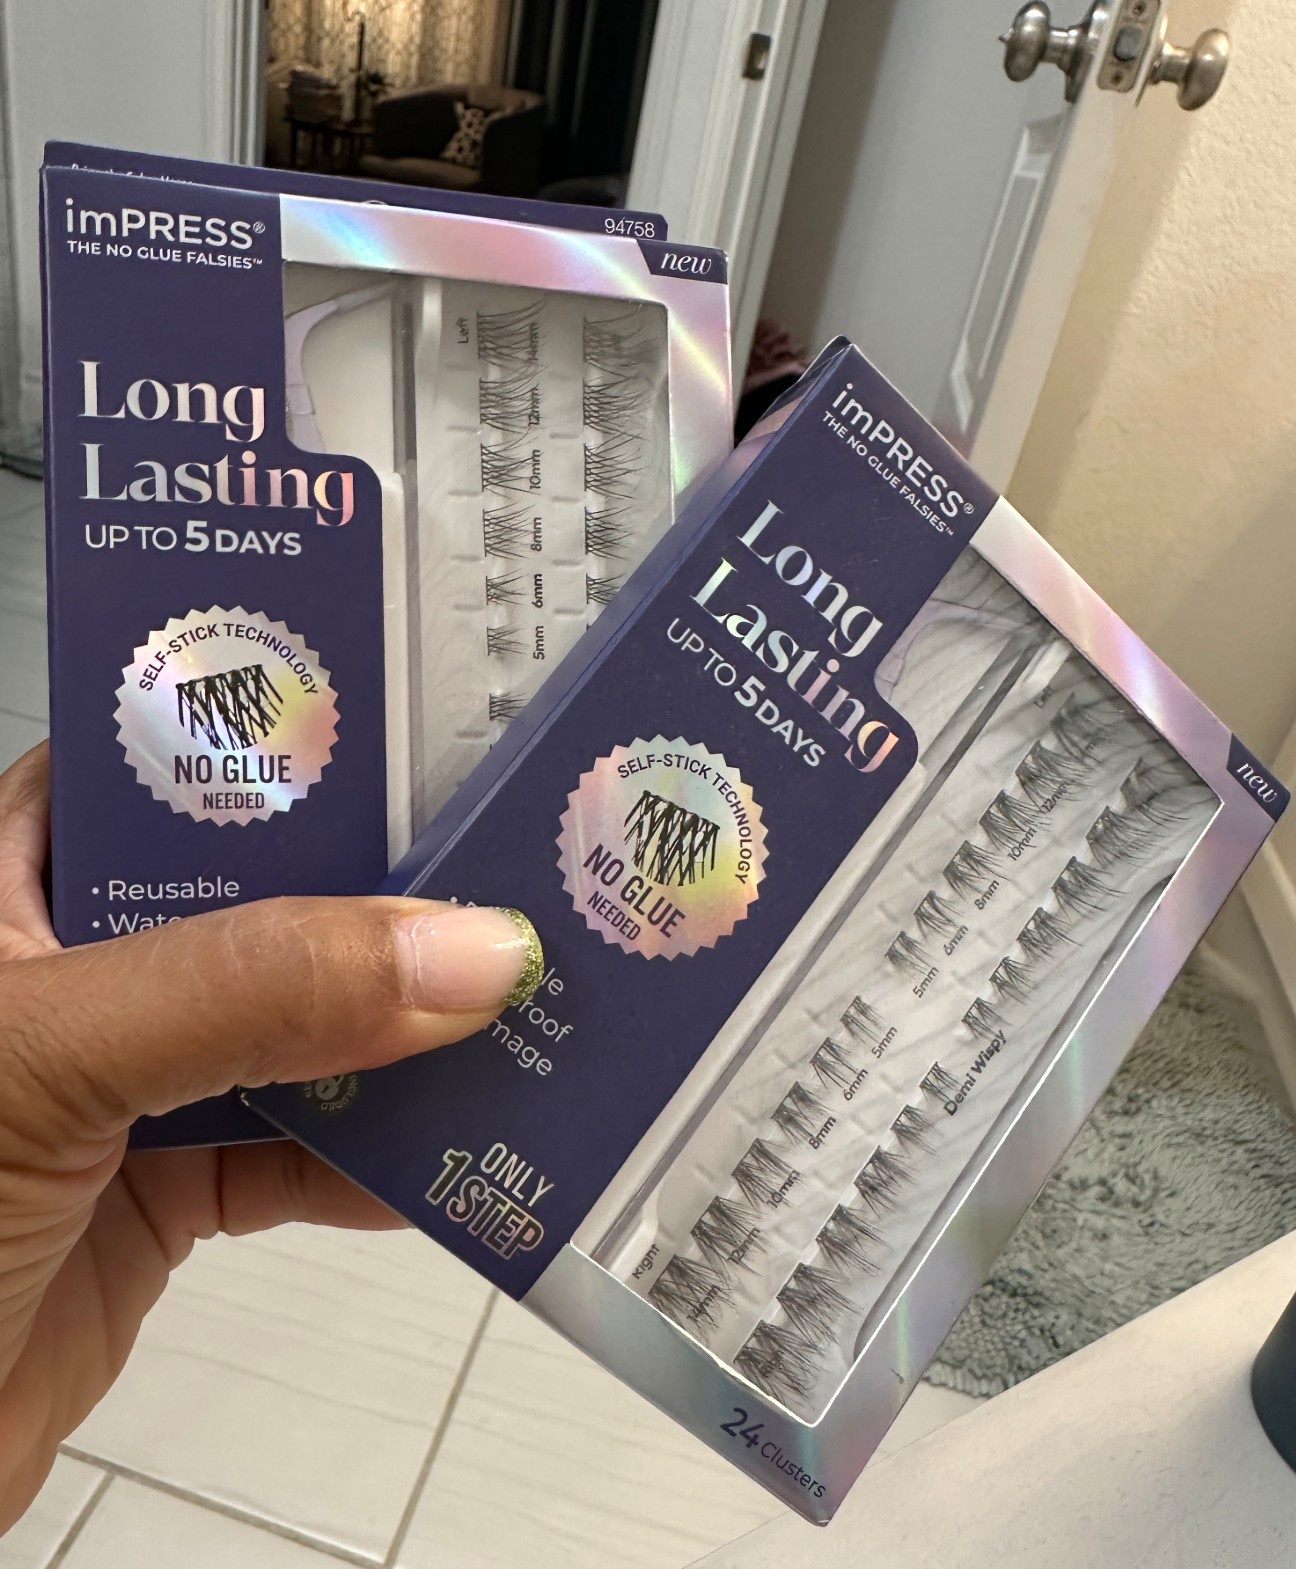 94758
imPRESS®
THE NO GLUE FALSIES™
new
Long
Lasting
UP TO 5 DAYS
SELF-STICK TECHNOLOGY
NO GLUE
NEEDED
• Reusable
Left
12mm
10mm
8mm
6mm
5mm
imPRESS®
THE NO GLUE FALSIES™
new
Long
Lasting
UP TO 5 DAYS
SELF-STICK TECHNOLOGY
NO GLUE
NEEDED
ONLY
1 STEP
12mm
10mm
8mm
6mm
5mm
5mm
6mm
8mm
10mm
12mm
14mm
Right
Demi Wispy
24 Clusters